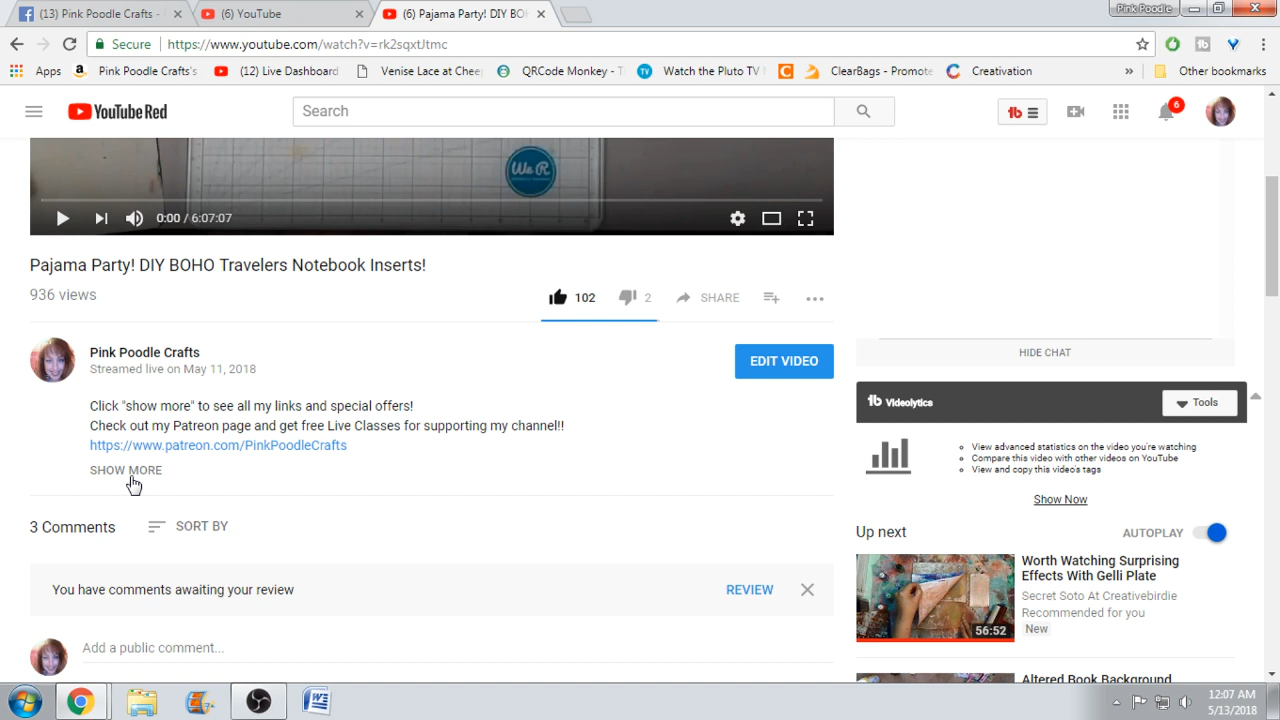 (13) Pink Poodle Crafts -
(6) YouTube
(6) Pajama Party! DIY BOH
Pink Poodle
Secure
https://www.youtube.com/watch?v=rk2sqxtJtmc
Apps
Pink Poodle Crafts's
(12) Live Dashboard
Venise Lace at Chee
QRCode Monkey - T
Watch the Pluto TV
ClearBags - Promote
Creativation
»
Other bookmarks
YouTube Red
Search
tb
6
We R
0:00 / 6:07:07
Pajama Party! DIY BOHO Travelers Notebook Inserts!
936 views
102
2
SHARE
Pink Poodle Crafts
Streamed live on May 11, 2018
EDIT VIDEO
Click "show more" to see all my links and special offers!
Check out my Patreon page and get free Live Classes for supporting my channel!!
https://www.patreon.com/PinkPoodleCrafts
SHOW MORE
3 Comments
SORT BY
You have comments awaiting your review
REVIEW
Add a public comment...
HIDE CHAT
tb Videolytics
Tools
View advanced statistics on the video you're watching
Compare this video with other videos on YouTube
View and copy this video's tags
Show Now
Up next
AUTOPLAY
56:52
Worth Watching Surprising
Effects With Gelli Plate
Secret Soto At Creativebirdie
Recommended for you
New
Altered Book Background
12:07 AM
5/13/2018